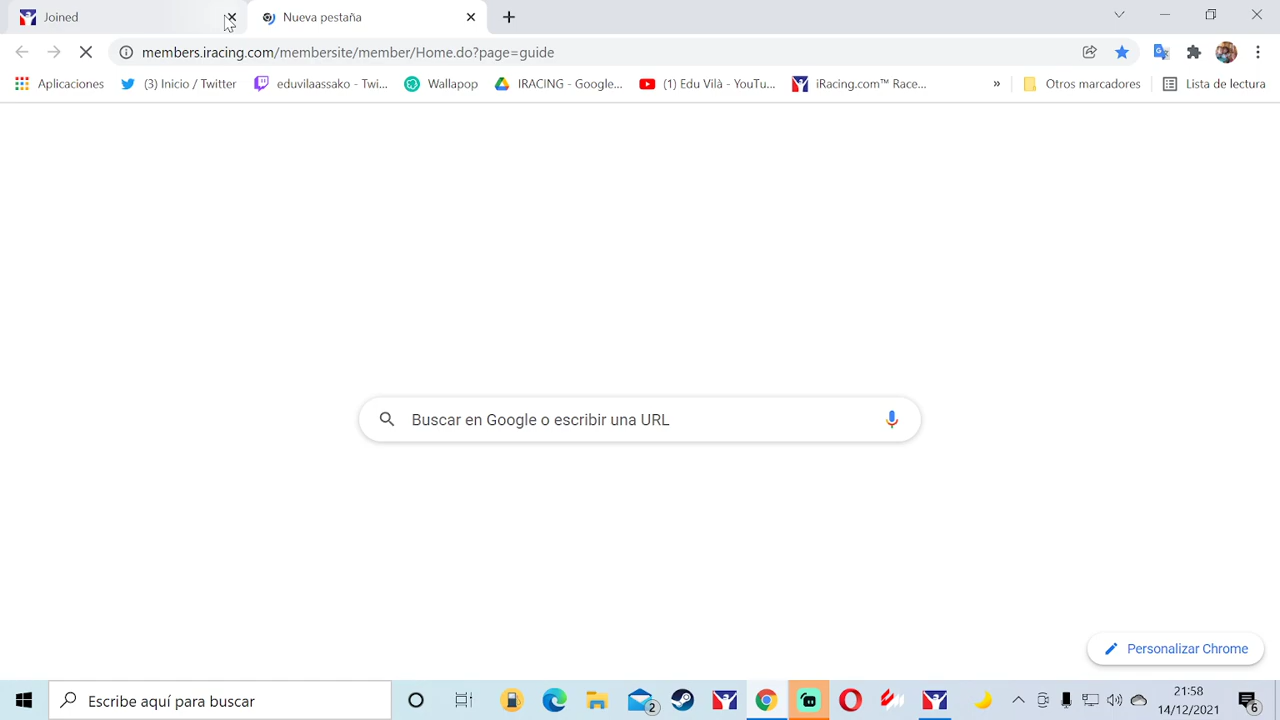 Joined
Nueva pestaña
members.iracing.com/membersite/member/Home.do?page=guide
Aplicaciones
(3) Inicio / Twitter
eduvilaassako - Twi...
Wallapop
IRACING - Google...
(1) Edu Vilà - YouTu...
iRacing.com™ Race...
»
Otros marcadores
Lista de lectura
Buscar en Google o escribir una URL
Personalizar Chrome
Escribe aquí para buscar
2
21:58
14/12/2021
6